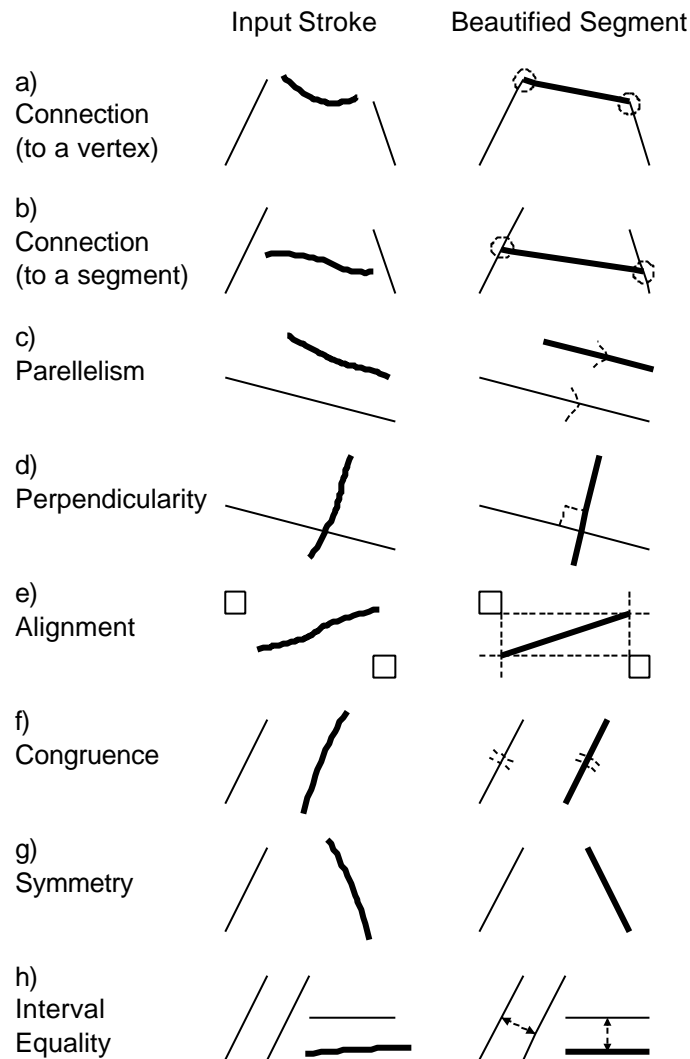 Input Stroke Beautified Segment
a)
Connection
(to a vertex)
b)
Connection
(to a segment)
c)
Parellelism
d)
Perpendicularity
e)
Alignment
f)
Congruence
g)
Symmetry
h)
Interval
Equality